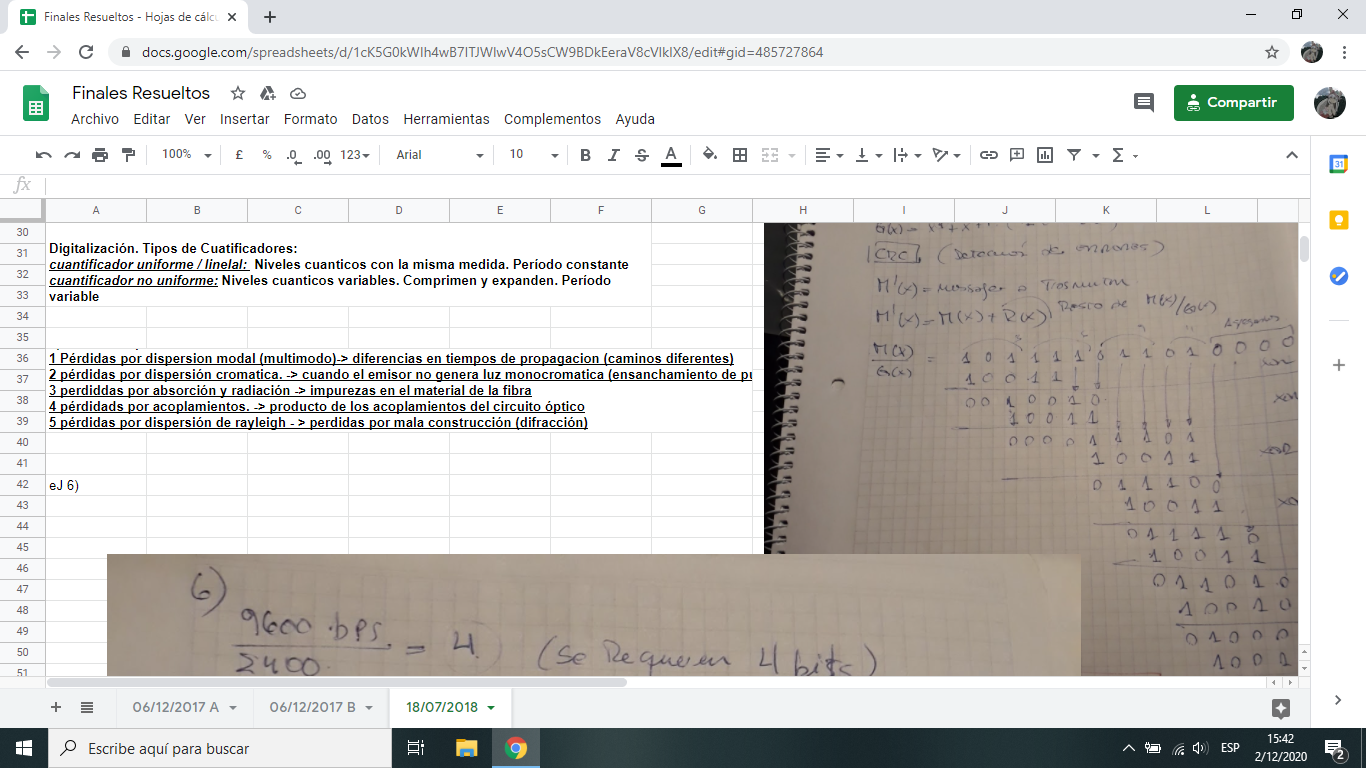 Finales Resueltos - Hojas de cálcu
docs.google.com/spreadsheets/d/1cK5G0kWIh4wB7ITJWIwV4O5sCW9BDkEeraV8cVIkIX8/edit#gid=485727864
Finales Resueltos
Archivo Editar Ver Insertar Formato Datos Herramientas Complementos Ayuda
Compartir
100% £ % .0 .00 123 Arial 10 B I S A Σ
fx
31
A B C D E F G H I J K L
30
31
32
33
34
35
36
37
38
39
40
41
42
43
44
45
46
47
48
49
50
51
Digitalización. Tipos de Cuatificadores:
cuantificador uniforme / linelal: Niveles cuanticos con la misma medida. Período constante
cuantificador no uniforme: Niveles cuanticos variables. Comprimen y expanden. Período
variable
1 Pérdidas por dispersion modal (multimodo)-> diferencias en tiempos de propagacion (caminos diferentes)
2 pérdidas por dispersión cromatica. -> cuando el emisor no genera luz monocromatica (ensanchamiento de pu
3 perdiddas por absorción y radiación -> impurezas en el material de la fibra
4 pérdidads por acoplamientos. -> producto de los acoplamientos del circuito óptico
5 pérdidas por dispersión de rayleigh - > perdidas por mala construcción (difracción)
eJ 6)
CRC (Detección de errores)
M'(x) = mensaje a Trasmitir
M'(x) = M(x) + R(x) Resto de M(x)/G(x)
Agregados
M(x)
G(x)
= 1 0 1 1 1 1 0 1 1 0 1 0 0 0 0
1 0 0 1 1
0 0 1 0 0 1 0
1 0 0 1 1
0 0 0 0 1 1 1 0 1
1 0 0 1 1
0 1 1 1 0 0
1 0 0 1 1
0 1 1 1 1 0
1 0 0 1 1
0 1 1 0 1 0
1 0 0 1 0
0 1 0 0 0
1 0 0 1
6)
9600 bps
2400
= 4 (Se Requieren 4 bits)
06/12/2017 A 06/12/2017 B 18/07/2018
Escribe aquí para buscar
ESP
15:42
2/12/2020
2